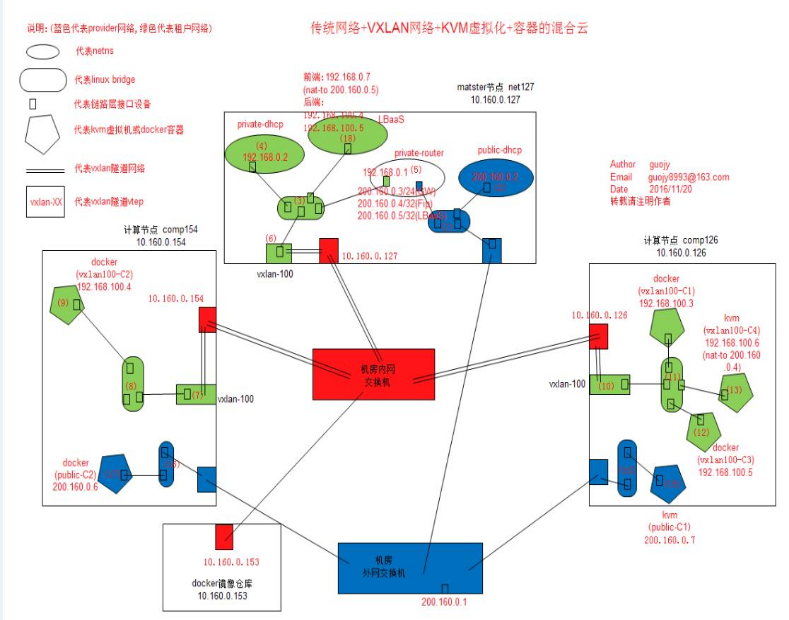 传统网络+VXLAN网络+KVM虚拟化+容器的混合云
说明: (蓝色代表provider网络, 绿色代表租户网络)
代表netns
代表linux bridge
代表链路层接口设备
代表kvm虚拟机或docker容器
代表vxlan隧道网络
vxlan-XX
代表vxlan隧道vtep
前端: 192.168.0.7
(nat-to 200.160.0.5)
后端:
192.168.100.4
192.168.100.5
LBaaS
(18)
matster节点 net127
10.160.0.127
private-dhcp
(4)
192.168.0.2
private-router
192.168.0.1 (5)
public-dhcp
200.160.0.2
200.160.0.3/24(GW)
200.160.0.4/32(Fip)
200.160.0.5/32(LBaaS)
(3)
(6)
vxlan-100
10.160.0.127
Author guojy
Email guojy8993@163.com
Date 2016/11/20
转载请注明作者
计算节点 comp154
10.160.0.154
docker
(vxlan100-C2)
192.168.100.4
(9)
10.160.0.154
(8)
(7)
vxlan-100
docker
(public-C2)
200.160.0.6
机房内网
交换机
计算节点 comp126
10.160.0.126
docker
(vxlan100-C1)
192.168.100.3
10.160.0.126
kvm
(vxlan100-C4)
192.168.100.6
(nat-to 200.160
.0.4)
vxlan-100
(10)
(11)
(13)
(12)
docker
(vxlan100-C3)
192.168.100.5
kvm
(public-C1)
200.160.0.7
10.160.0.153
docker镜像仓库
10.160.0.153
机房
外网交换机
200.160.0.1